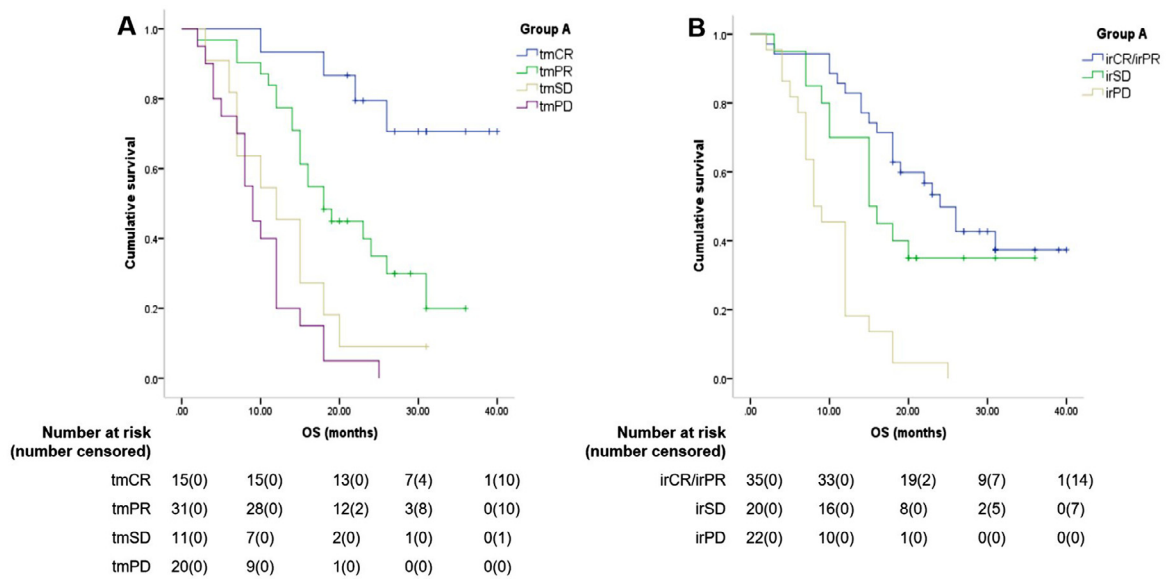 A
Group A
tmCR
tmPR
tmSD
tmPD
Cumulative survival
1.0
0.8
0.6
0.4
0.2
0.0
.00 10.00 20.00 30.00 40.00
OS (months)
Number at risk
(number censored)
tmCR 15(0) 15(0) 13(0) 7(4) 1(10)
tmPR 31(0) 28(0) 12(2) 3(8) 0(10)
tmSD 11(0) 7(0) 2(0) 1(0) 0(1)
tmPD 20(0) 9(0) 1(0) 0(0) 0(0)
B
Group A
irCR/irPR
irSD
irPD
Cumulative survival
1.0
0.8
0.6
0.4
0.2
0.0
.00 10.00 20.00 30.00 40.00
OS (months)
Number at risk
(number censored)
irCR/irPR 35(0) 33(0) 19(2) 9(7) 1(14)
irSD 20(0) 16(0) 8(0) 2(5) 0(7)
irPD 22(0) 10(0) 1(0) 0(0) 0(0)